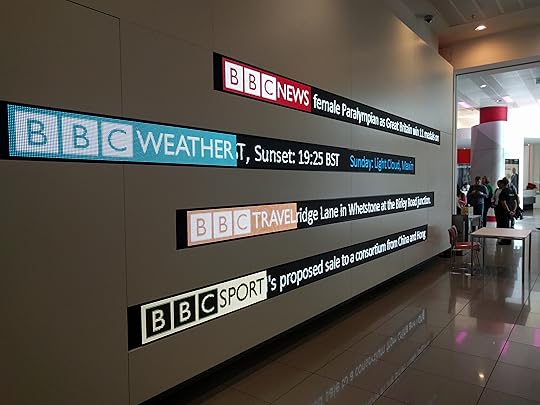 BBC NEWS female Paralympian as Great Britain win 11 medals on
BBC WEATHER T, Sunset: 19:25 BST Sunday: Light Cloud, Maxin
BBC TRAVEL ridge Lane in Whetstone at the Bifley Road junction.
BBC SPORT 's proposed sale to a consortium from China and Hong